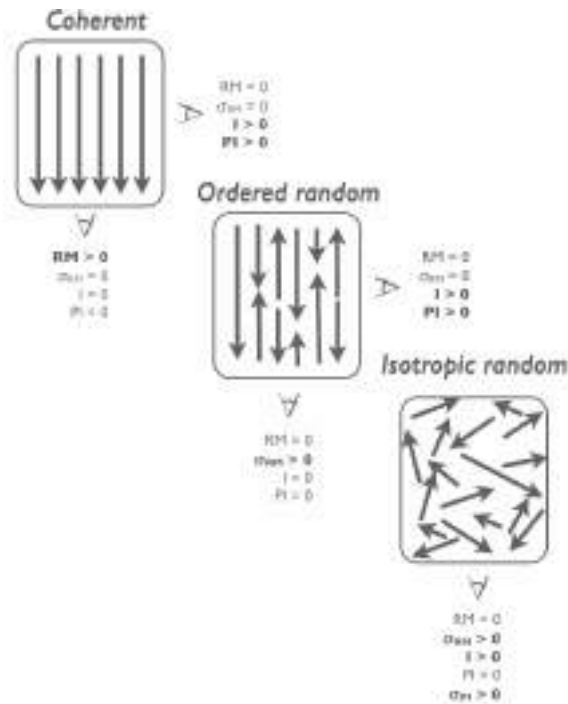 Coherent
RM = 0
σRM = 0
I > 0
PI > 0
RM > 0
σRM = 0
I = 0
PI = 0
Ordered random
RM = 0
σRM = 0
I > 0
PI > 0
RM = 0
σRM > 0
I = 0
PI = 0
Isotropic random
RM = 0
σRM > 0
I > 0
PI = 0
σPI > 0